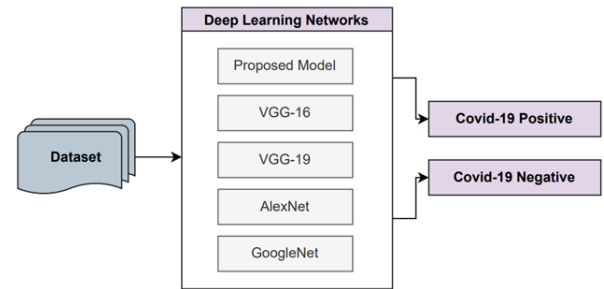 Deep Learning Networks
Proposed Model
VGG-16
VGG-19
AlexNet
GoogleNet
Dataset
Covid-19 Positive
Covid-19 Negative